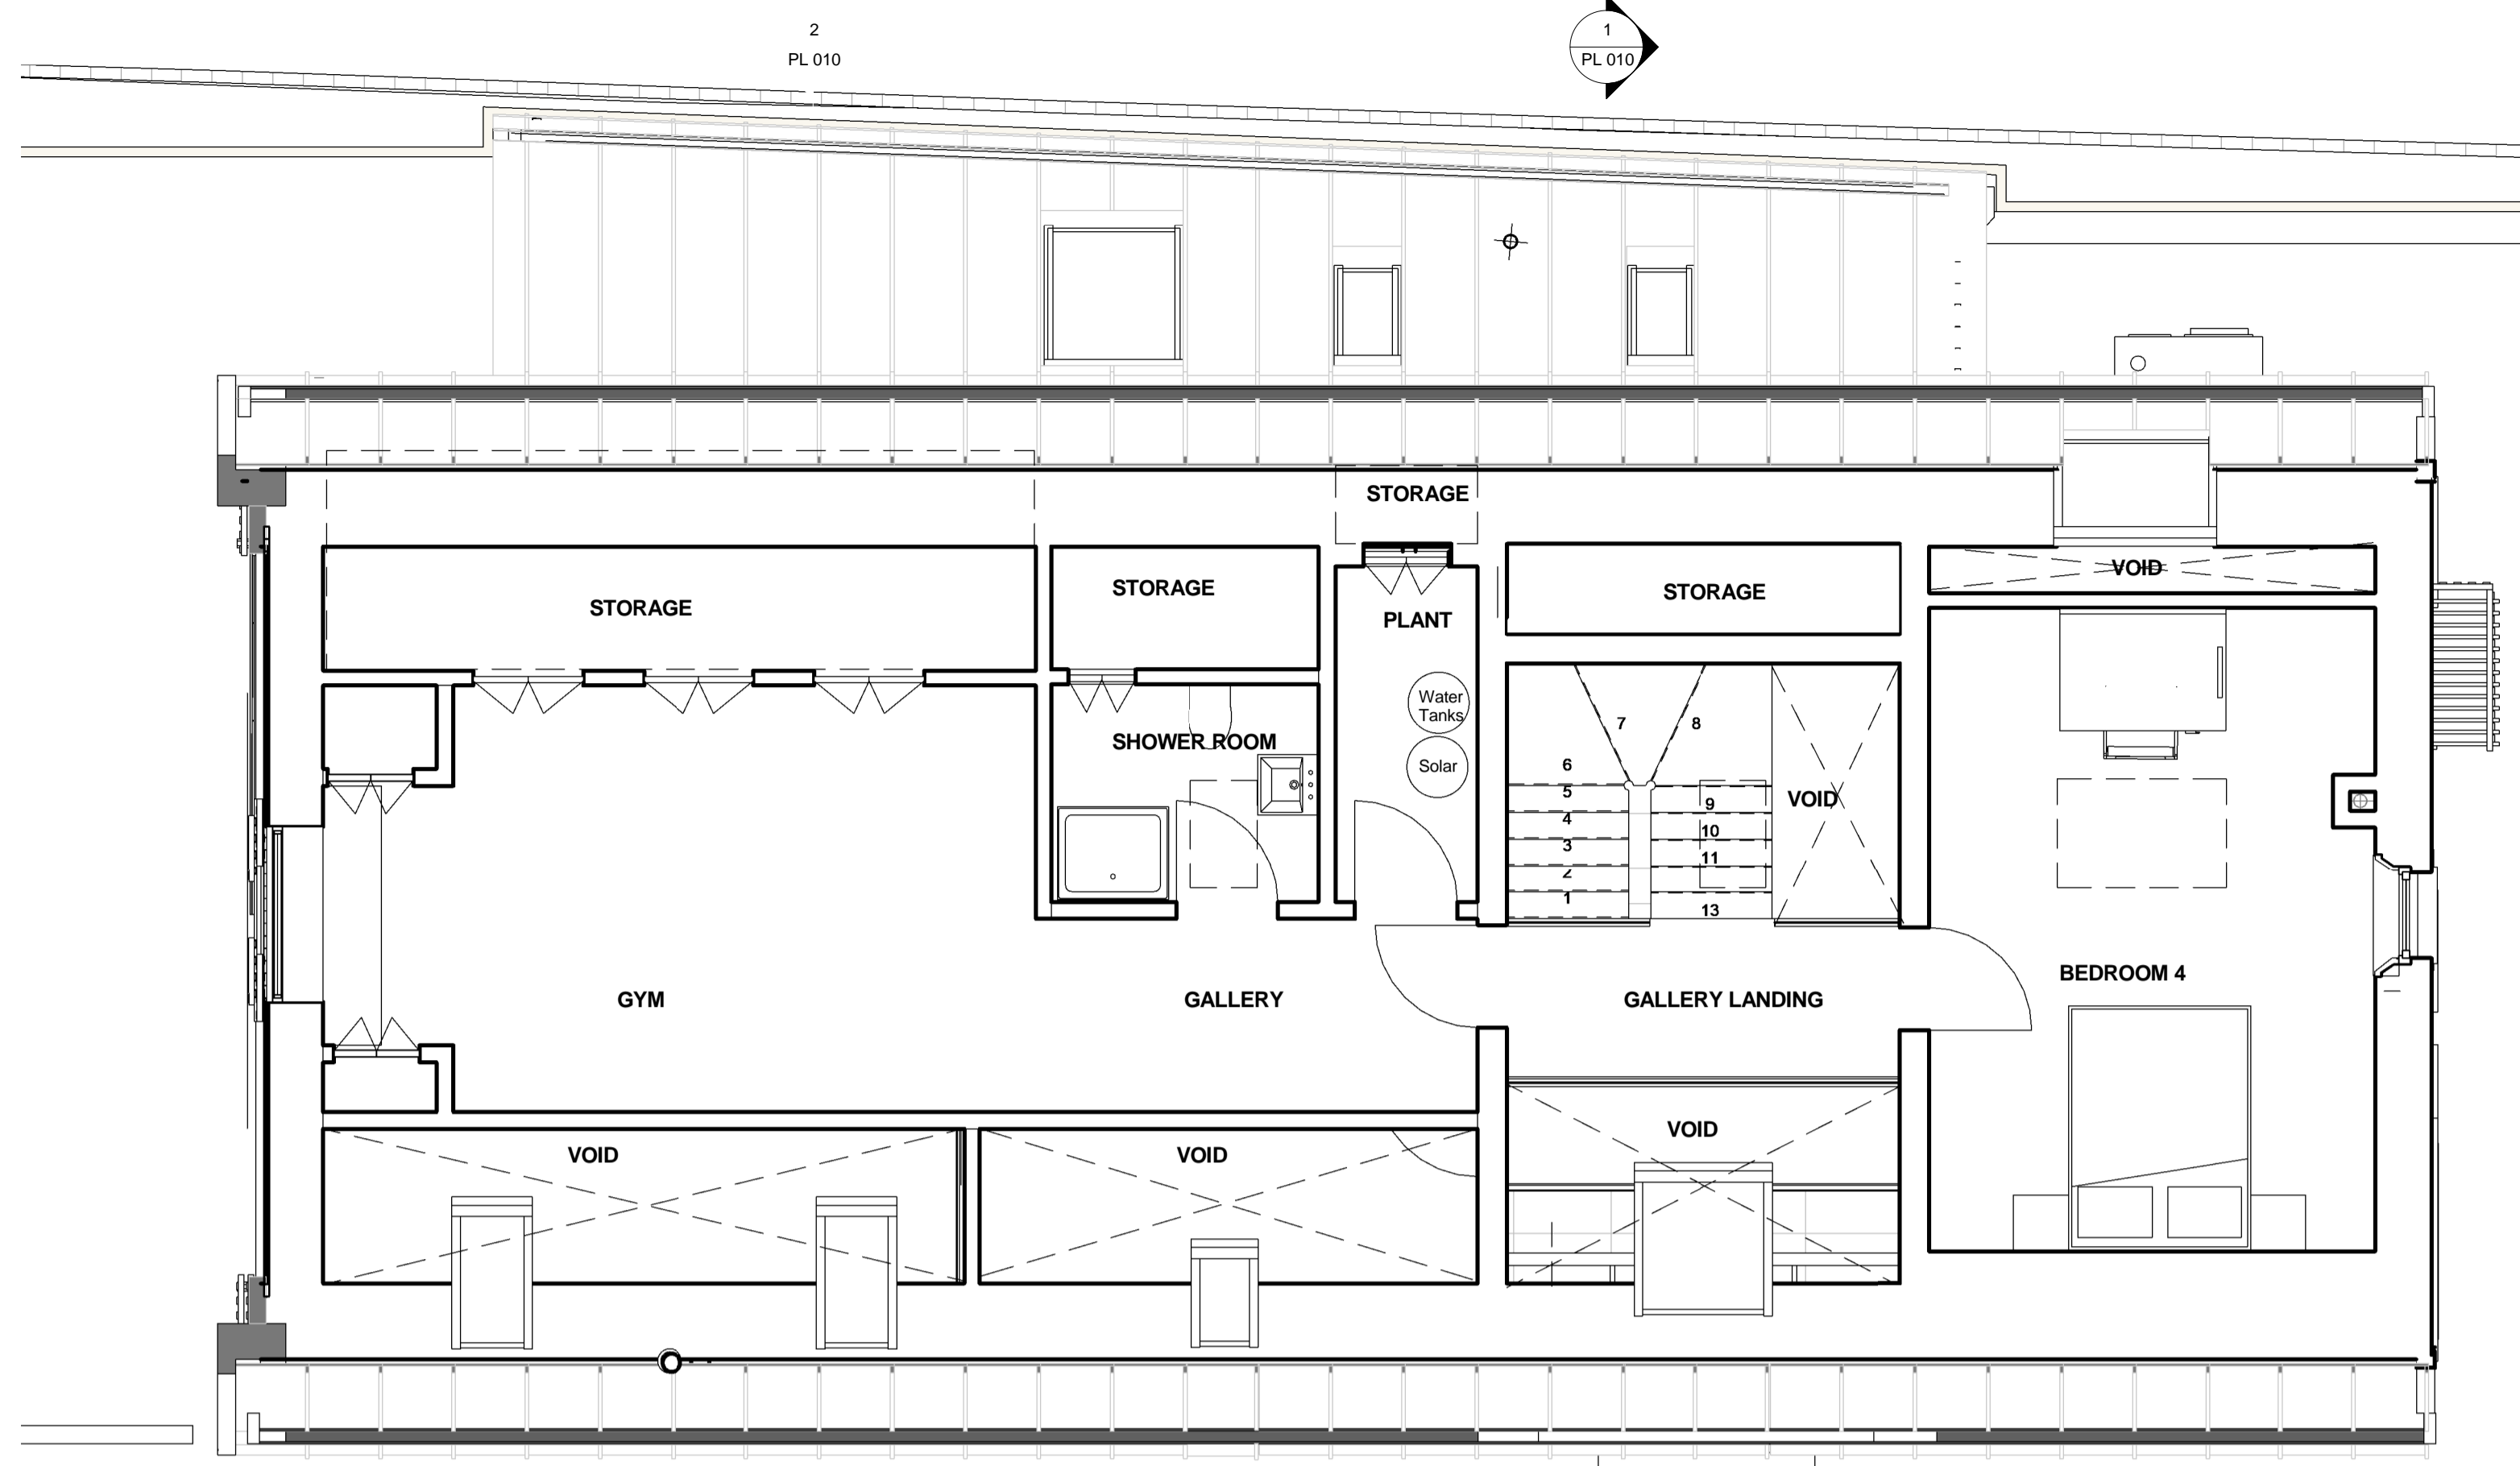 2
PL 010
1
PL 010
STORAGE
STORAGE
STORAGE
STORAGE
VOID
PLANT
Water
Tanks
Solar
SHOWER ROOM
7
8
6
5
4
3
2
1
9
10
11
13
VOID
GYM
GALLERY
GALLERY LANDING
BEDROOM 4
VOID
VOID
VOID